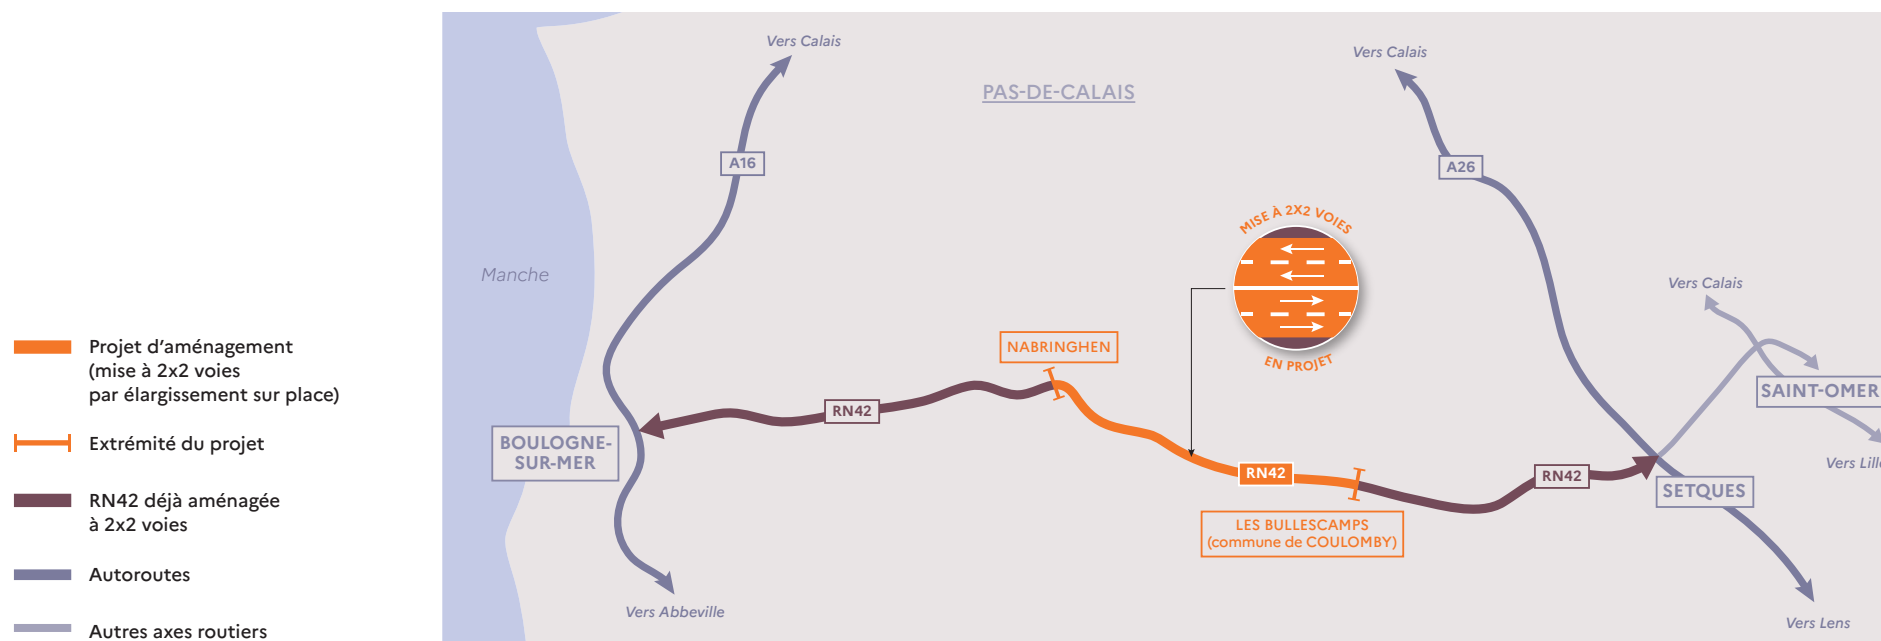 Vers Calais
Vers Calais
PAS-DE-CALAIS
A16
A26
MISE À 2X2 VOIES
EN PROJET
Manche
Vers Calais
NABRINGHEN
SAINT-OMER
RN42
BOULOGNE-
SUR-MER
RN42
RN42
Vers Lille
SETQUES
LES BULLESCAMPS
(commune de COULOMBY)
Vers Abbeville
Vers Lens
Projet d'aménagement
(mise à 2x2 voies
par élargissement sur place)
Extrémité du projet
RN42 déjà aménagée
à 2x2 voies
Autoroutes
Autres axes routiers